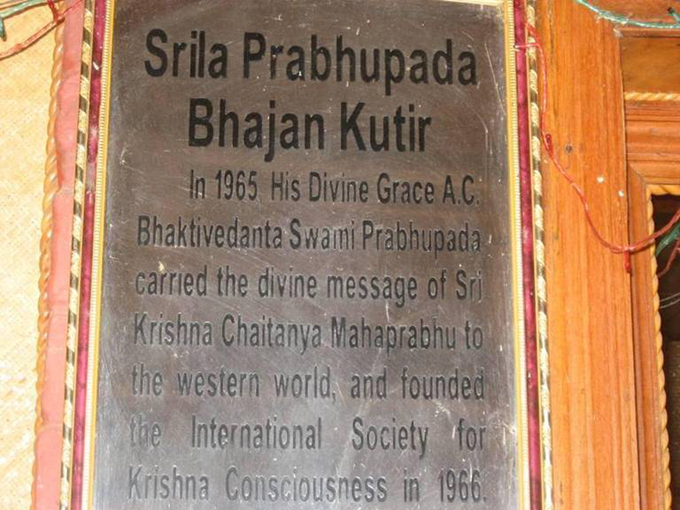 Srila Prabhupada
Bhajan Kutir
In 1965 His Divine Grace A.C.
Bhaktivedanta Swami Prabhupada
carried the divine message of Sri
Krishna Chaitanya Mahaprabhu to
the western world, and founded
the International Society for
Krishna Consciousness in 1966.